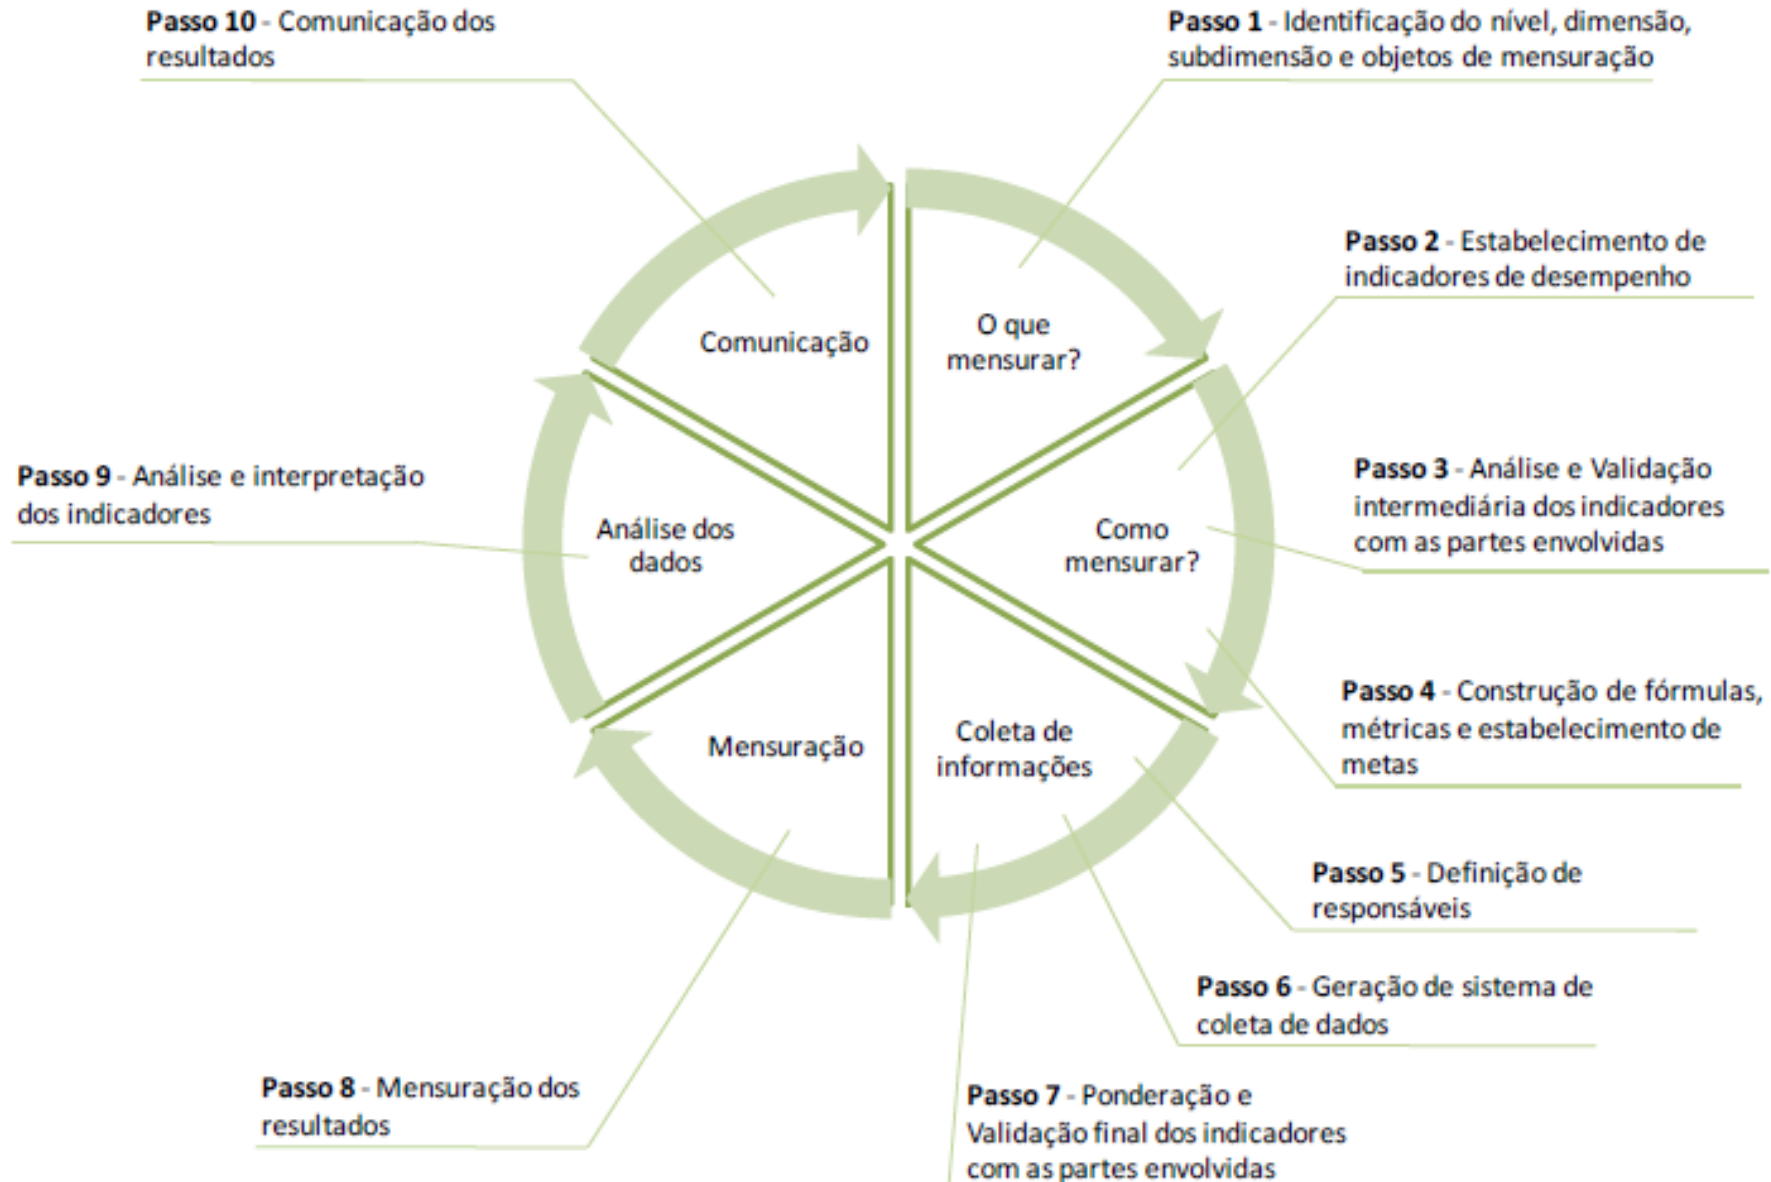 Passo 10 - Comunicação dos
resultados
Passo 1 - Identificação do nível, dimensão,
subdimensão e objetos de mensuração
Passo 2 - Estabelecimento de
indicadores de desempenho
O que
mensurar?
Comunicação
Passo 3 - Análise e Validação
intermediária dos indicadores
com as partes envolvidas
Passo 9 - Análise e interpretação
dos indicadores
Análise dos
dados
Como
mensurar?
Passo 4 - Construção de fórmulas,
métricas e estabelecimento de
metas
Mensuração
Coleta de
informações
Passo 5 - Definição de
responsáveis
Passo 6 - Geração de sistema de
coleta de dados
Passo 8 - Mensuração dos
resultados
Passo 7 - Ponderação e
Validação final dos indicadores
com as partes envolvidas